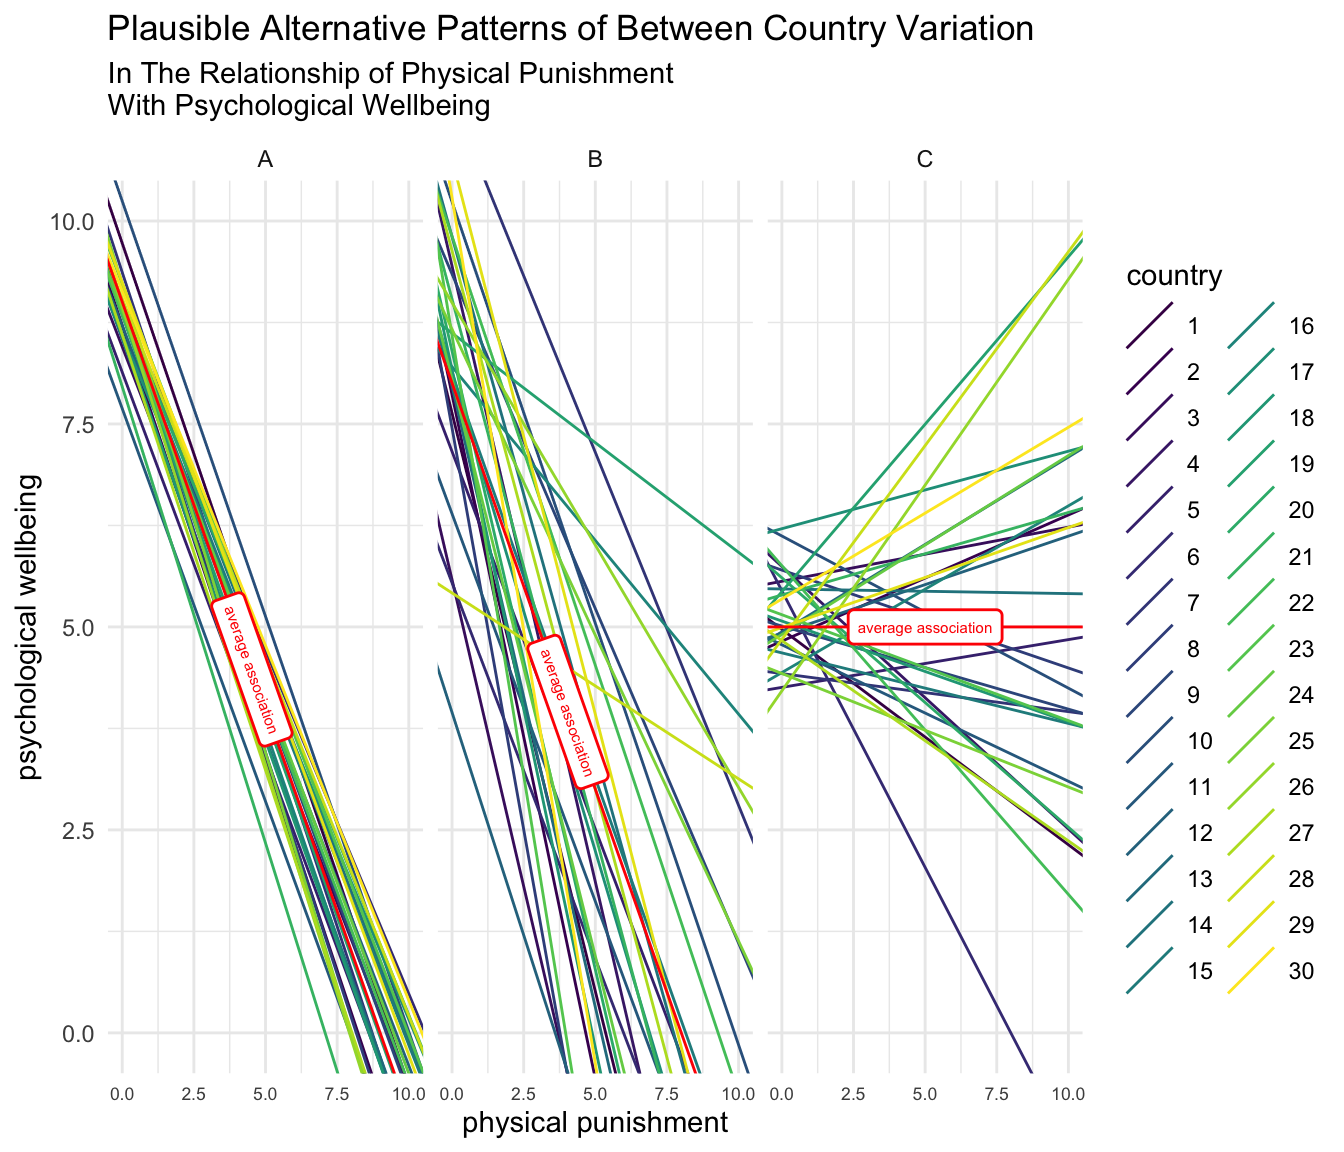 Plausible Alternative Patterns of Between Country Variation
In The Relationship of Physical Punishment
With Psychological Wellbeing
A
B
C
psychological wellbeing
10.0
7.5
5.0
2.5
0.0
average association
average association
average association
0.0 2.5 5.0 7.5 10.0
0.0 2.5 5.0 7.5 10.0
0.0 2.5 5.0 7.5 10.0
physical punishment
country
1
2
3
4
5
6
7
8
9
10
11
12
13
14
15
16
17
18
19
20
21
22
23
24
25
26
27
28
29
30